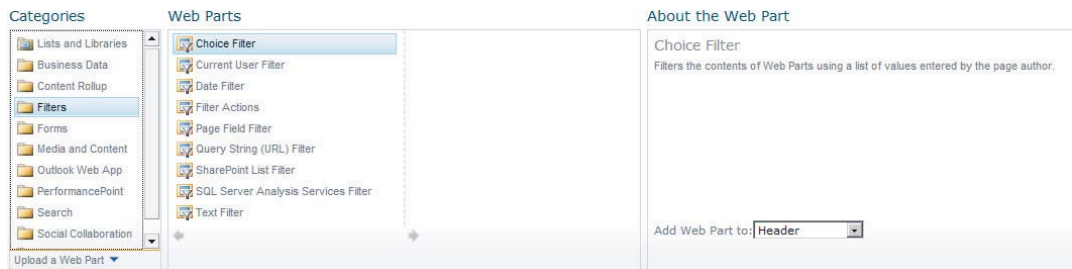 Categories
Lists and Libraries
Business Data
Content Rollup
Filters
Forms
Media and Content
Outlook Web App
PerformancePoint
Search
Social Collaboration
Upload a Web Part
Web Parts
Choice Filter
Current User Filter
Date Filter
Filter Actions
Page Field Filter
Query String (URL) Filter
SharePoint List Filter
SQL Server Analysis Services Filter
Text Filter
About the Web Part
Choice Filter
Filters the contents of Web Parts using a list of values entered by the page author.
Add Web Part to: Header